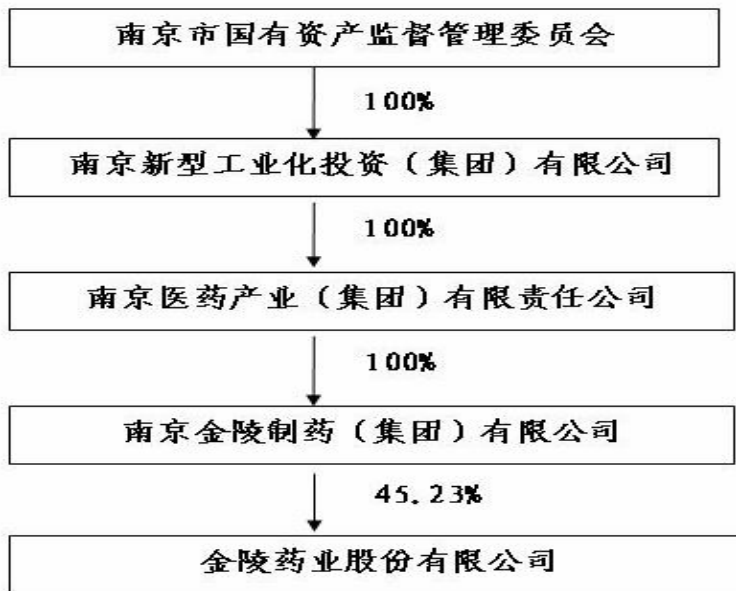 南京市国有资产监督管理委员会
100%
南京新型工业化投资（集团）有限公司
100%
南京医药产业（集团）有限责任公司
100%
南京金陵制药（集团）有限公司
45.23%
金陵药业股份有限公司